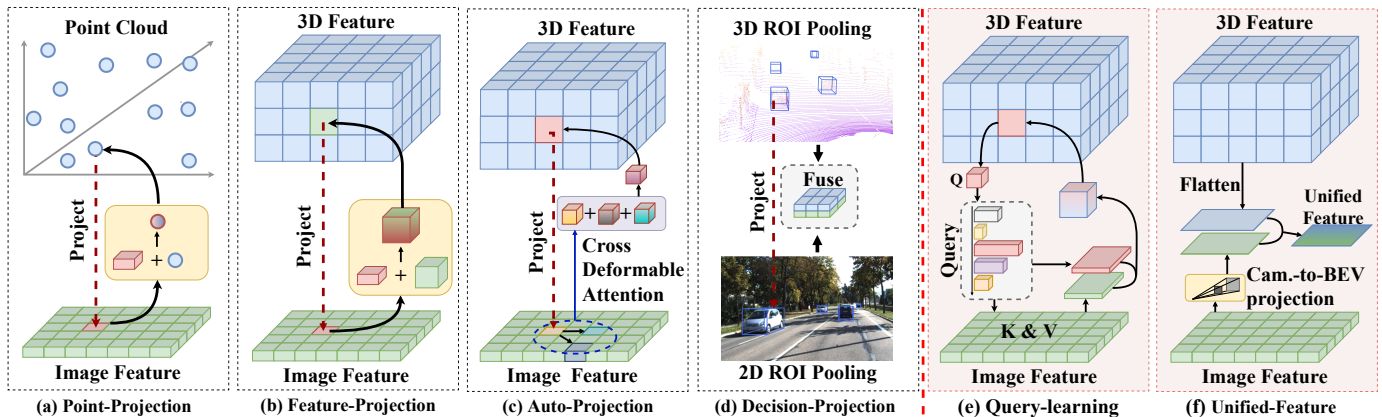 Point Cloud
Project
+
Image Feature
(a) Point-Projection
3D Feature
Project
+
Image Feature
(b) Feature-Projection
3D Feature
Project
+ +
Cross
Deformable
Attention
Image Feature
(c) Auto-Projection
3D ROI Pooling
Project
Fuse
2D ROI Pooling
(d) Decision-Projection
3D Feature
Q
Query
K & V
Image Feature
(e) Query-learning
3D Feature
Flatten
Unified
Feature
Cam.-to-BEV
projection
Image Feature
(f) Unified-Feature